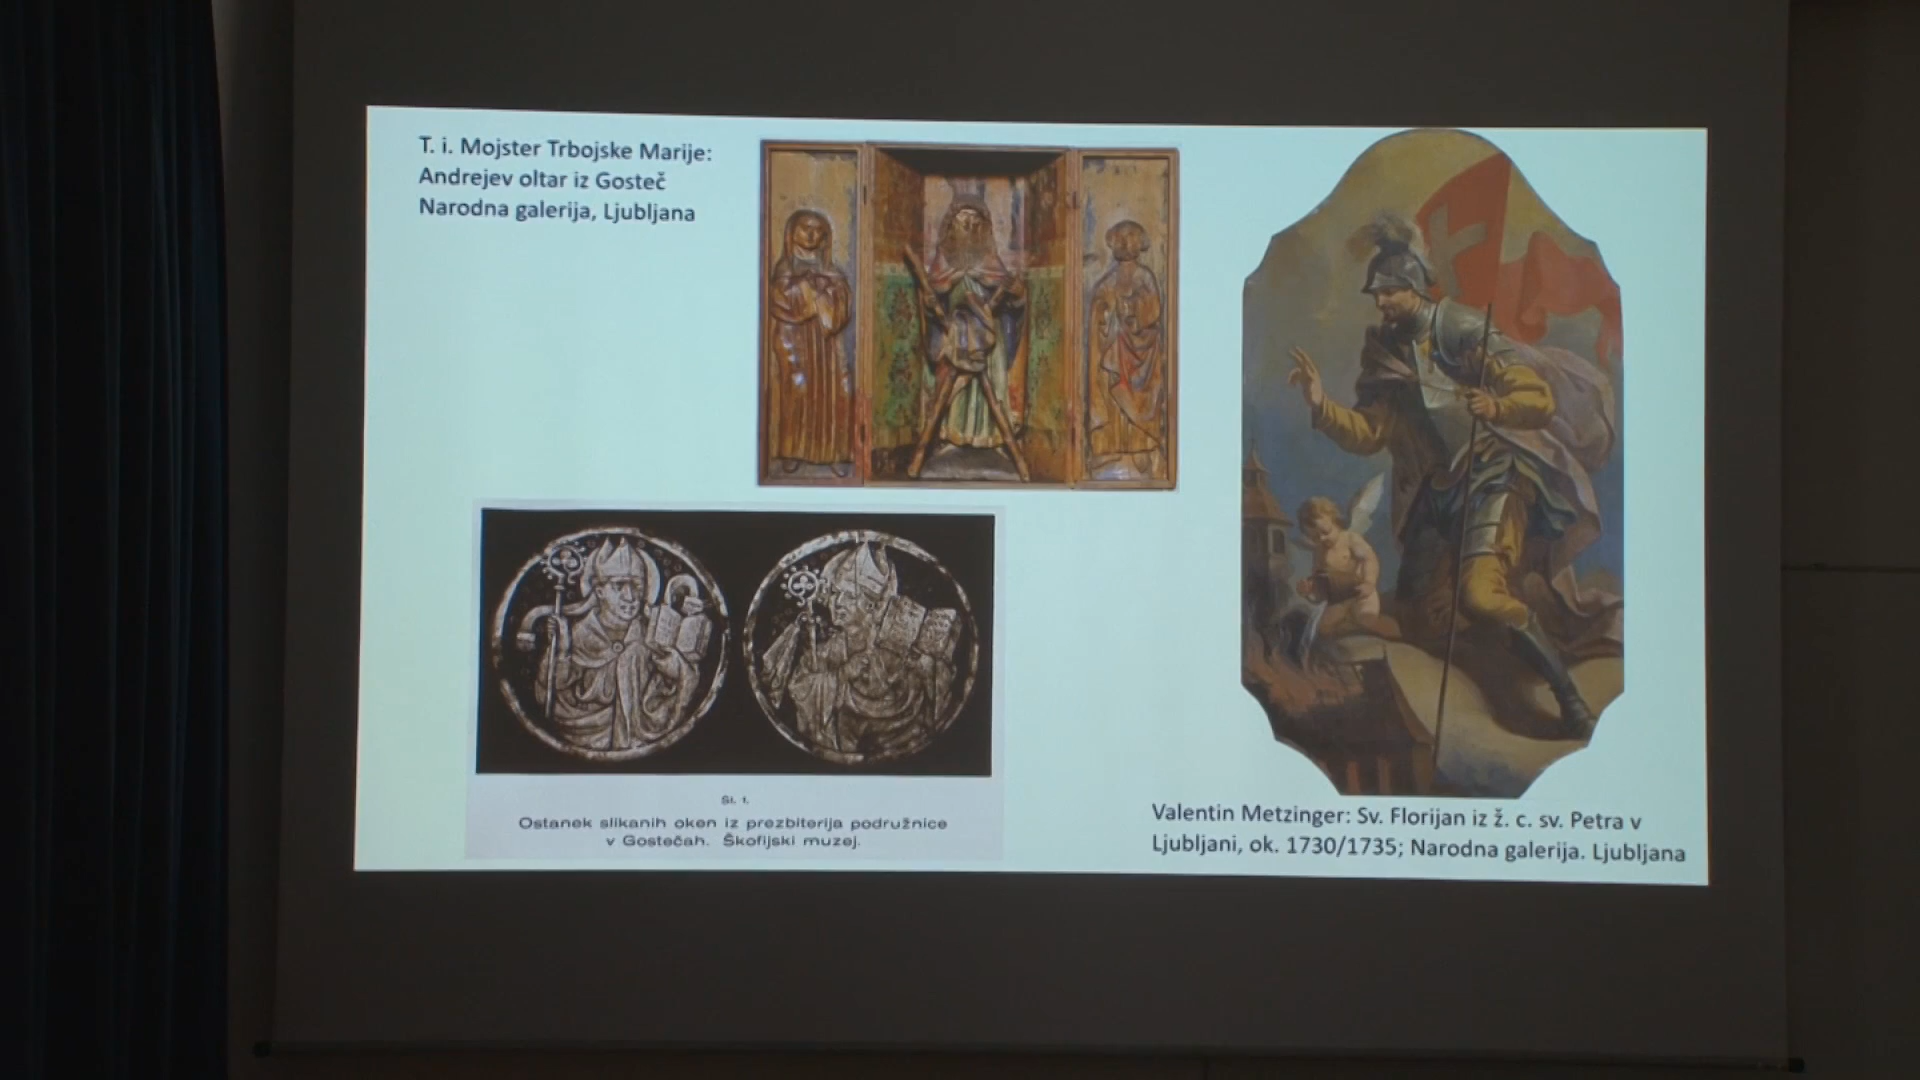 T. i. Mojster Trbojske Marije:
Andrejev oltar iz Gosteč
Narodna galerija, Ljubljana
Sl. 1.
Ostanek slikanih oken iz prezbiterija podružnice
v Gostečah. Škofijski muzej.
Valentin Metzinger: Sv. Florijan iz ž. c. sv. Petra v
Ljubljani, ok. 1730/1735; Narodna galerija. Ljubljana